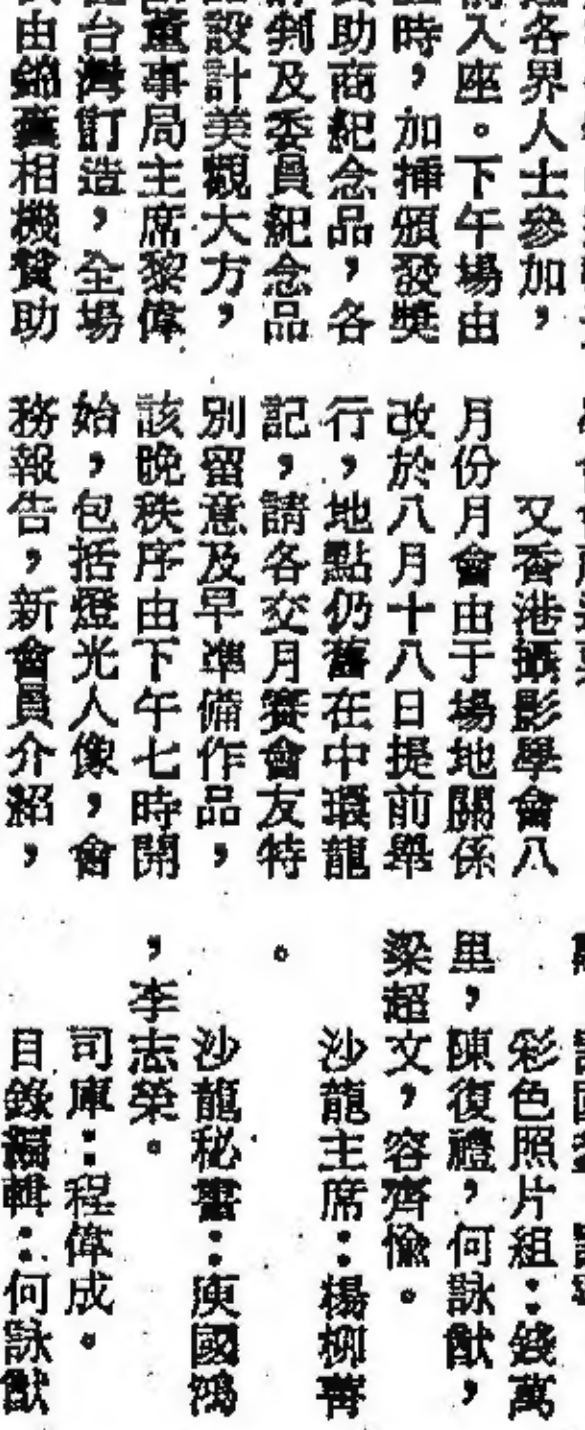 各界人士參加，
入座。下午場由
時，加插頒發獎
助商紀念品，各
及委員紀念品
設計美觀大方，
董事局主席黎偉
台灣訂造，全場
由錦相機贊助
又香港攝影學會八
月份月會由于場地關係
改於八月十八日提前舉
行，地點仍舊在中環龍
記，請各交月賽會友特
別留意及早準備作品，
該晚秩序由下午七時開
始，包括燈光人像，會
務報告，新會員介紹，
彩色照片組：錢萬
里，陳復禮，何詠猷，
梁超文，容齊愉。
沙龍主席：楊柳菁
。
沙龍秘書：庾國鴻
，李志榮。
司庫：程偉成。
目錄編輯：何詠猷